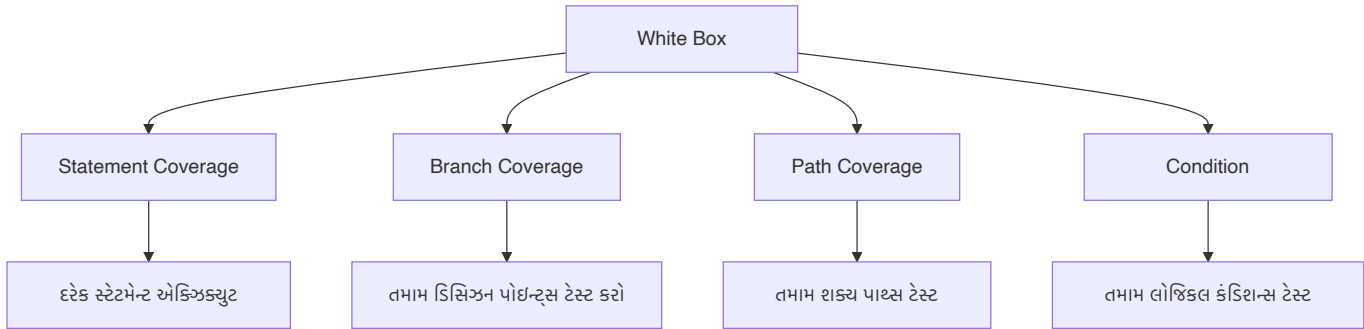 White Box
Statement Coverage
Branch Coverage
Path Coverage
Condition
દરેક સ્ટેટમેન્ટ એક્ઝિક્યુટ
તમામ ડિસિઝન પોઇન્ટ્સ ટેસ્ટ કરો
તમામ શક્ય પાથ્સ ટેસ્ટ
તમામ લોજિકલ કંડિશન્સ ટેસ્ટ